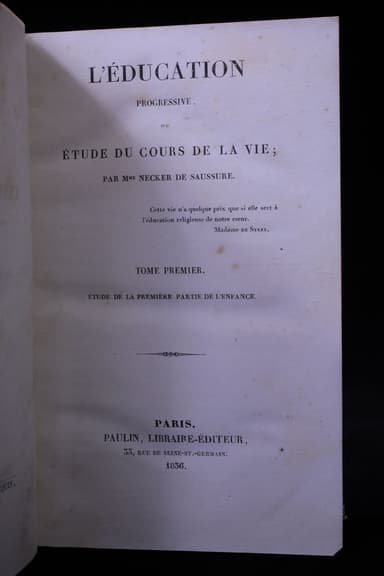 L'ÉDUCATION
PROGRESSIVE
OU
ÉTUDE DU COURS DE LA VIE;
PAR Mme NECKER DE SAUSSURE.
Cette vie n'a quelque prix que si elle sert à
l'éducation religieuse de notre cœur.
Madame DE STAEL.
TOME PREMIER.
ÉTUDE DE LA PREMIÈRE PARTIE DE L'ENFANCE.
PARIS.
PAULIN, LIBRAIRE-ÉDITEUR,
33, RUE DE SEINE-ST.-GERMAIN.
1836.